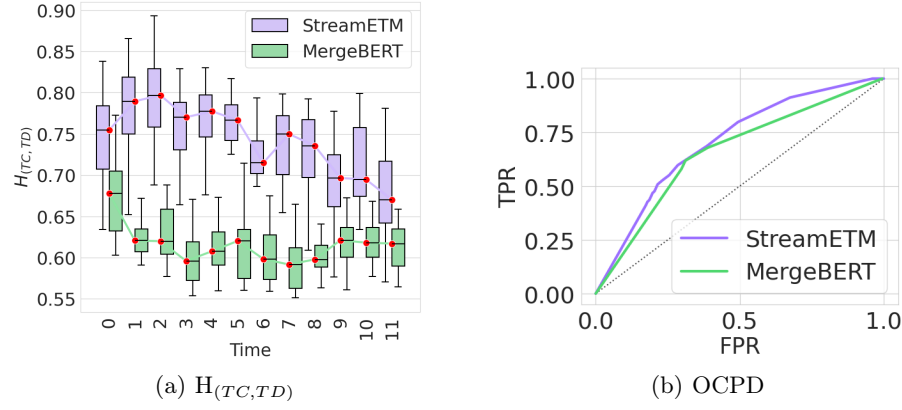 0.90
0.85
0.80
0.75
0.70
0.65
0.60
0.55
H(TC,TD)
StreamETM
MergeBERT
0 1 2 3 4 5 6 7 8 9 10 11
Time
(a) H(TC,TD)
1.00
0.75
0.50
0.25
0.00
TPR
StreamETM
MergeBERT
0.0 0.5 1.0
FPR
(b) OCPD